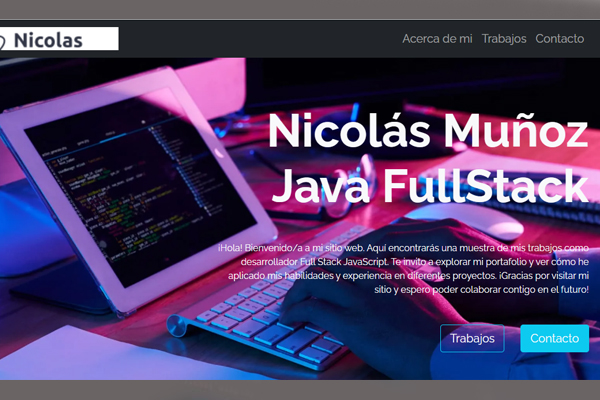 Nicolas
Acerca de mi Trabajos Contacto
Nicolás Muñoz
Java FullStack
¡Hola! Bienvenido/a a mi sitio web. Aquí encontrarás una muestra de mis trabajos como
desarrollador Full Stack JavaScript. Te invito a explorar mi portafolio y ver cómo he
aplicado mis habilidades y experiencia en diferentes proyectos. ¡Gracias por visitar mi
sitio y espero poder colaborar contigo en el futuro!
Trabajos Contacto